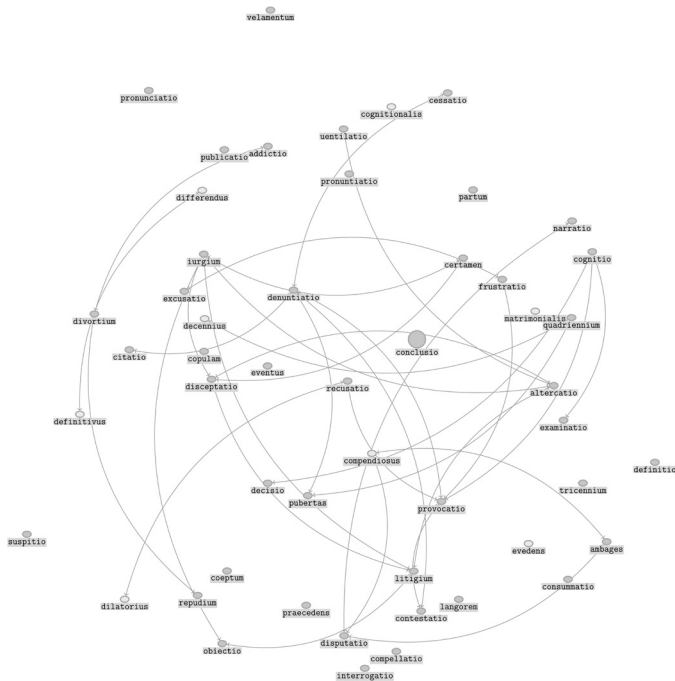 velamentum
pronunciatio
cessatio
cognitionalis
uentilatio
publicatio
addictio
pronuntiatio
differendus
partum
narratio
iurgium
certamen
cognitio
frustratio
excusatio
denuntiatio
matrimonialis
divortium
decennius
quadriennium
conclusio
citatio
copulam
eventus
disceptatio
recusatio
altercatio
definitivus
examinatio
compendiosus
definitio
decisio
tricennium
pubertas
provocatio
suspitio
evedens
ambages
coeptum
litigium
consummatio
dilatorius
repudium
praecedens
langorem
contestatio
obiectio
disputatio
compellatio
interrogatio